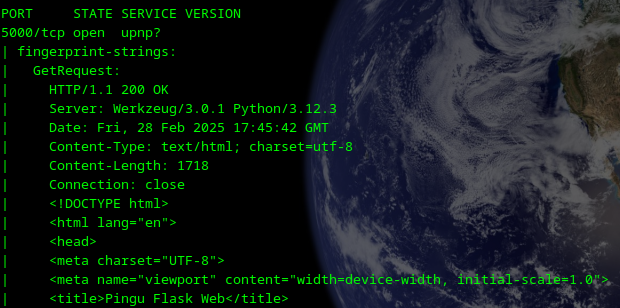 PORT     STATE SERVICE VERSION
5000/tcp open  upnp?
| fingerprint-strings:
|   GetRequest:
|     HTTP/1.1 200 OK
|     Server: Werkzeug/3.0.1 Python/3.12.3
|     Date: Fri, 28 Feb 2025 17:45:42 GMT
|     Content-Type: text/html; charset=utf-8
|     Content-Length: 1718
|     Connection: close
|     <!DOCTYPE html>
|     <html lang="en">
|     <head>
|     <meta charset="UTF-8">
|     <meta name="viewport" content="width=device-width, initial-scale=1.0">
|     <title>Pingu Flask Web</title>